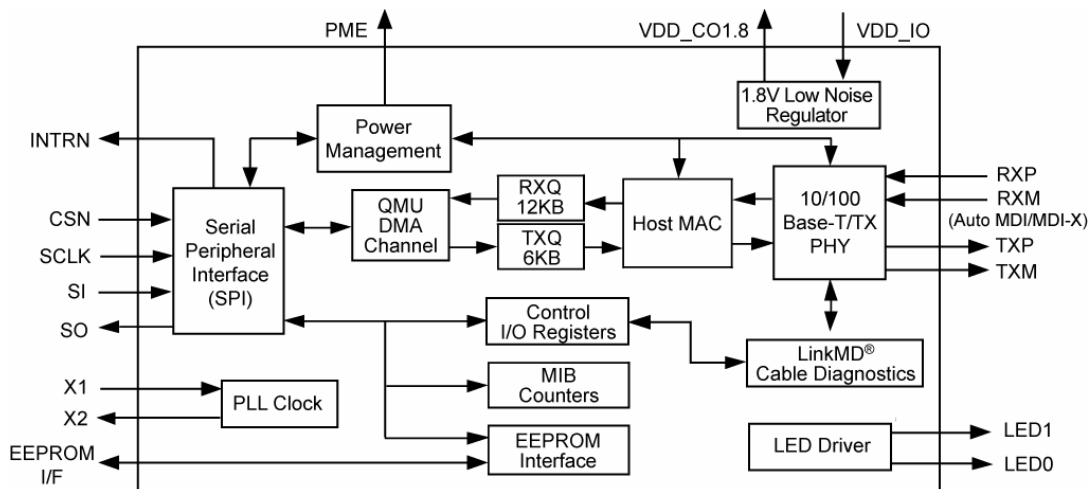 PME
VDD_CO1.8
VDD_IO
1.8V Low Noise
Regulator
Power
Management
INTRN
CSN
SCLK
SI
SO
Serial
Peripheral
Interface
(SPI)
QMU
DMA
Channel
RXQ
12KB
TXQ
6KB
Host MAC
10/100
Base-T/TX
PHY
RXP
RXM
(Auto MDI/MDI-X)
TXP
TXM
Control
I/O Registers
LinkMD®
Cable Diagnostics
X1
X2
PLL Clock
MIB
Counters
EEPROM
I/F
EEPROM
Interface
LED Driver
LED1
LED0